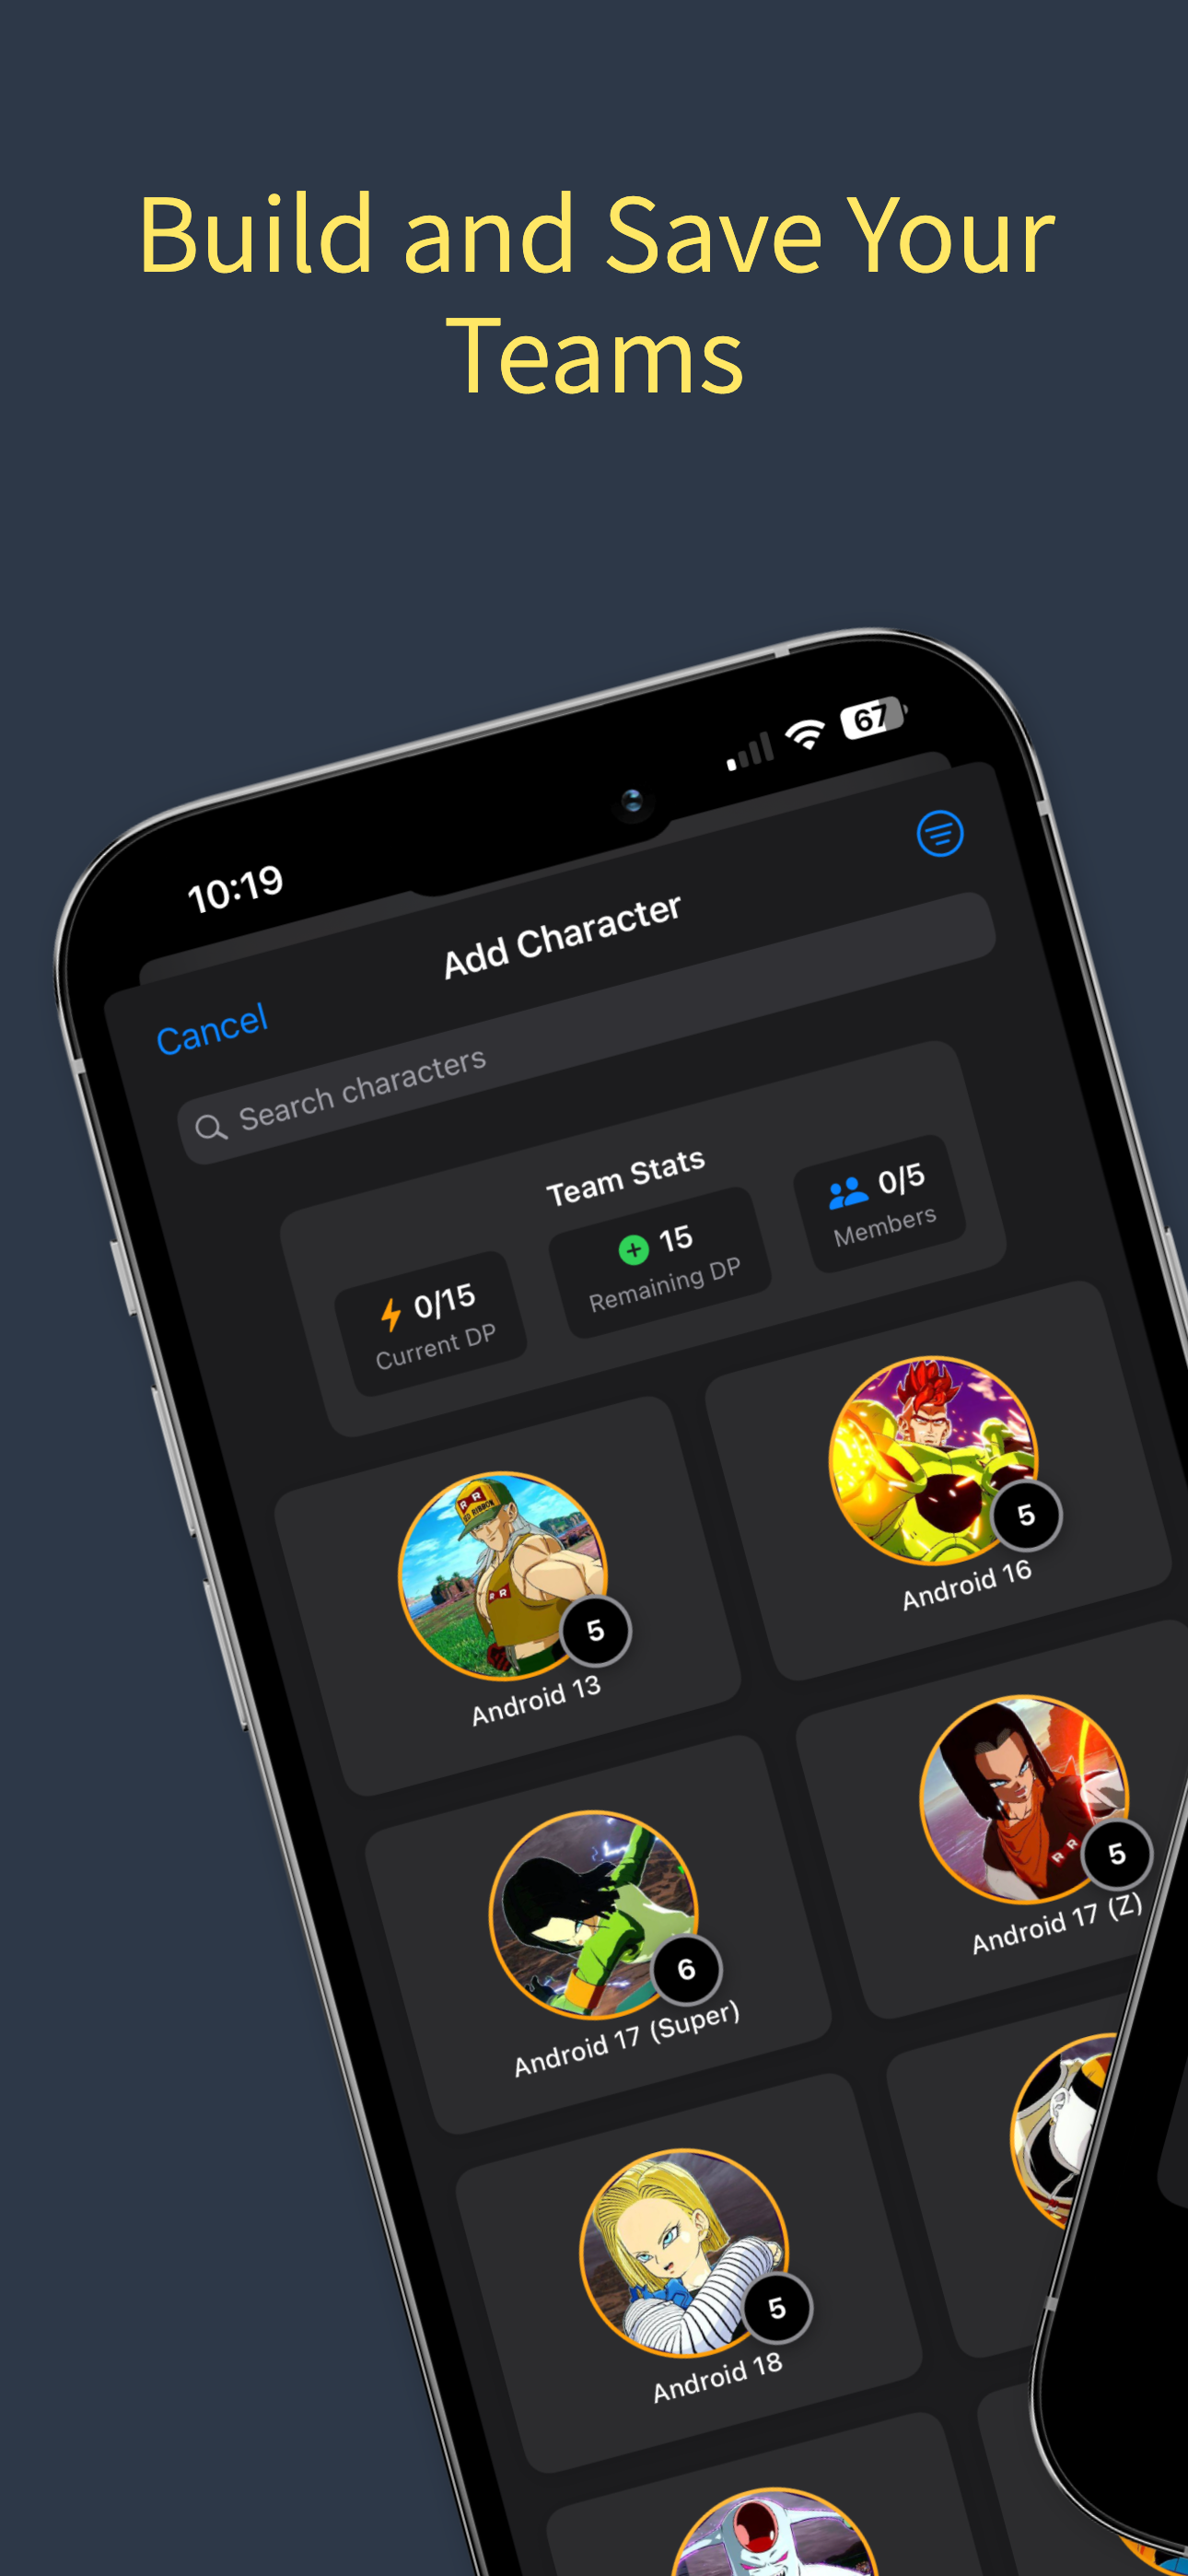 Build and Save Your
Teams
10:19
67
Cancel
Add Character
Search characters
Team Stats
0/15
Current DP
15
Remaining DP
0/5
Members
R R
RED RIBBON
R R
5
Android 13
5
Android 16
6
Android 17 (Super)
R R
5
Android 17 (Z)
5
Android 18